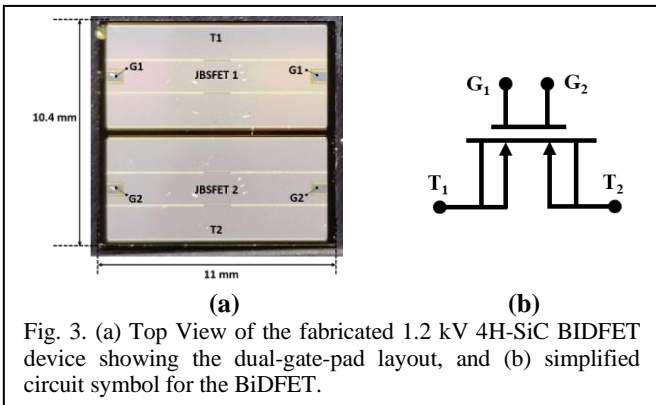 T1
G1
G1
JBSFET 1
10.4 mm
JBSFET 2
G2
G2
T2
11 mm
(a)
G1 G2
T1
T2
(b)
Fig. 3. (a) Top View of the fabricated 1.2 kV 4H-SiC BIDFET
device showing the dual-gate-pad layout, and (b) simplified
circuit symbol for the BiDFET.